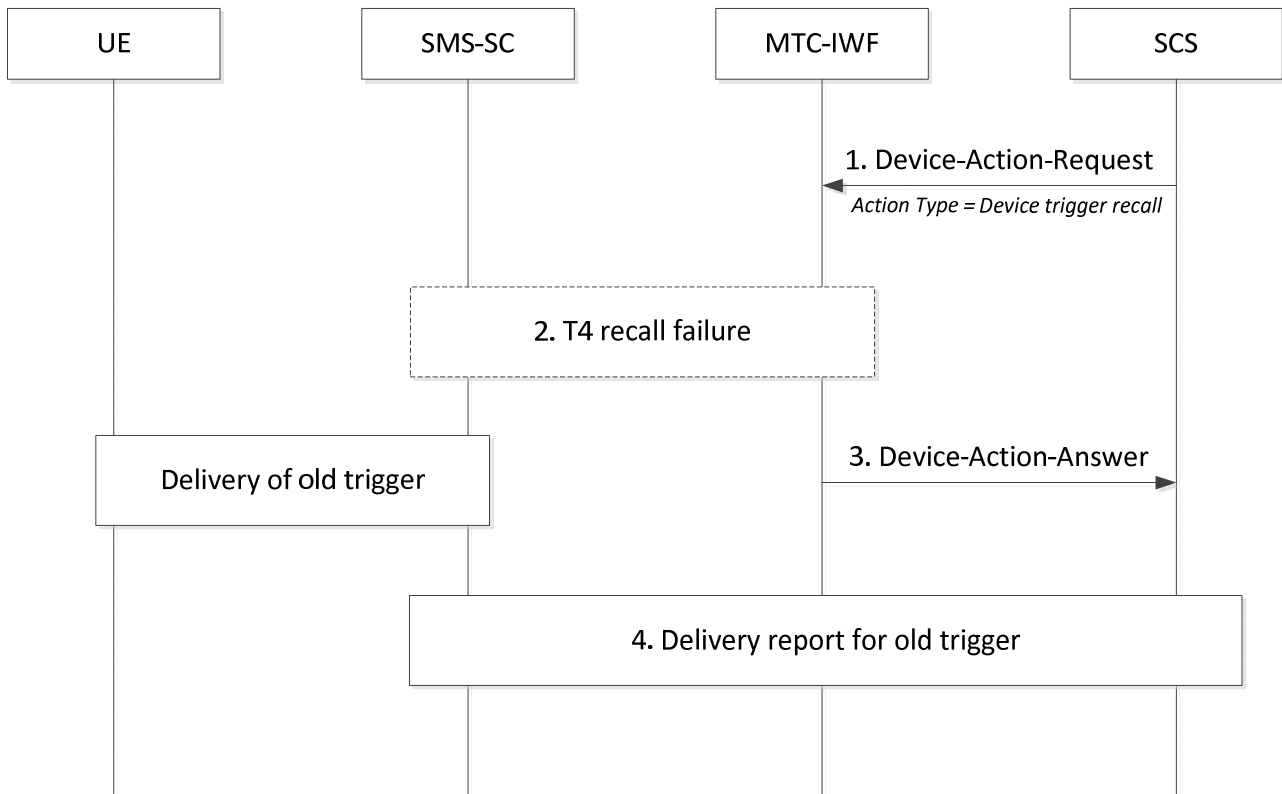 UE
SMS-SC
MTC-IWF
SCS
1. Device-Action-Request
Action Type = Device trigger recall
2. T4 recall failure
3. Device-Action-Answer
Delivery of old trigger
4. Delivery report for old trigger